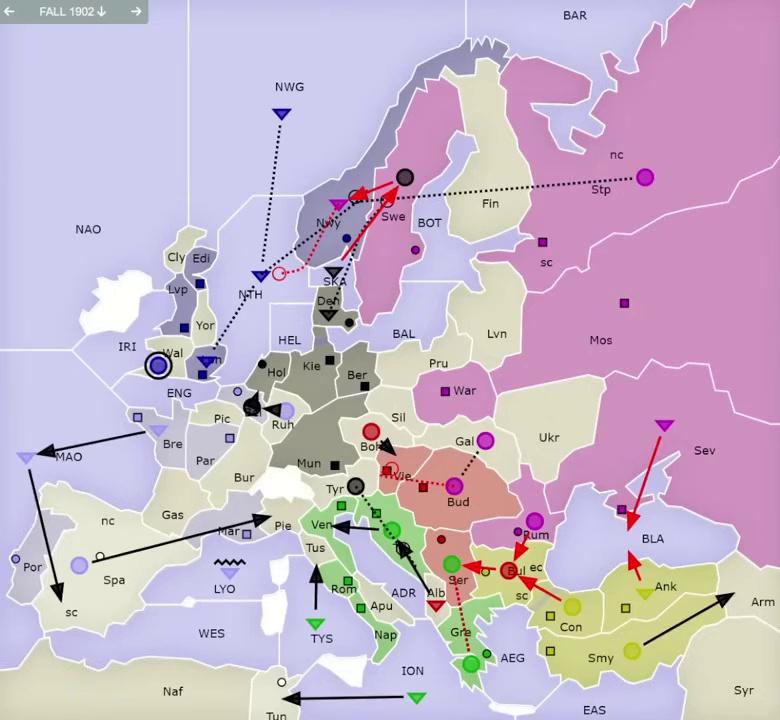 FALL 1902
BAR
NWG
nc
Stp
NAO
Fin
Swe
BOT
Nwy
Cly
Edi
sc
SKA
NTH
Lvp
Den
Yor
Mos
IRI
HEL
BAL
Lvn
Wal
Kie
Hol
Ber
Pru
War
ENG
Ruh
Sil
Pic
Bre
Gal
Ukr
MAO
Par
Mun
Vie
Sev
Bur
Tyr
Bud
nc
Gas
Ven
Rum
Spa
Mar
Pie
BLA
Por
Tus
Ser
Bul
ec
LYO
ADR
Alb
sc
Ank
Rom
Apu
Arm
sc
WES
Con
Nap
Gre
TYS
AEG
Smy
ION
Naf
Syr
Tun
EAS